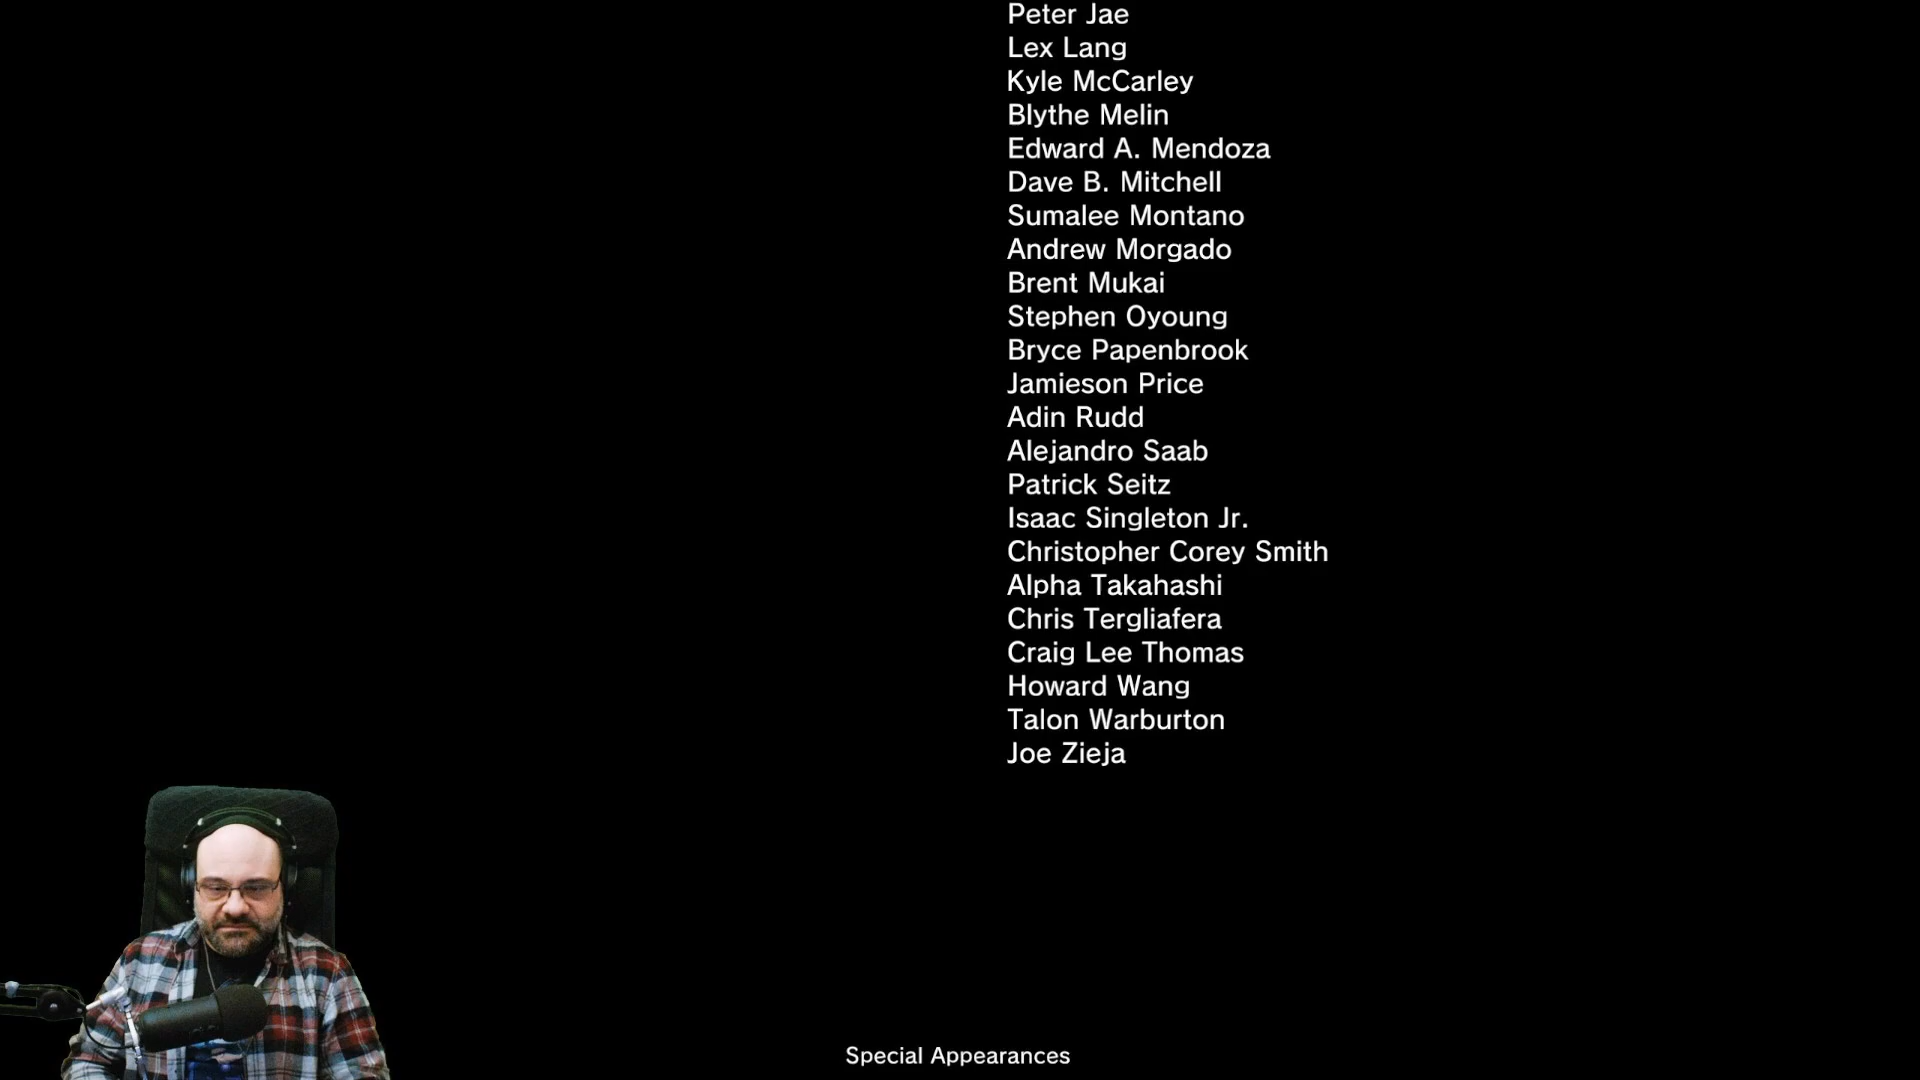 Peter Jae
Lex Lang
Kyle McCarley
Blythe Melin
Edward A. Mendoza
Dave B. Mitchell
Sumalee Montano
Andrew Morgado
Brent Mukai
Stephen Oyoung
Bryce Papenbrook
Jamieson Price
Adin Rudd
Alejandro Saab
Patrick Seitz
Isaac Singleton Jr.
Christopher Corey Smith
Alpha Takahashi
Chris Tergliafera
Craig Lee Thomas
Howard Wang
Talon Warburton
Joe Zieja
Special Appearances